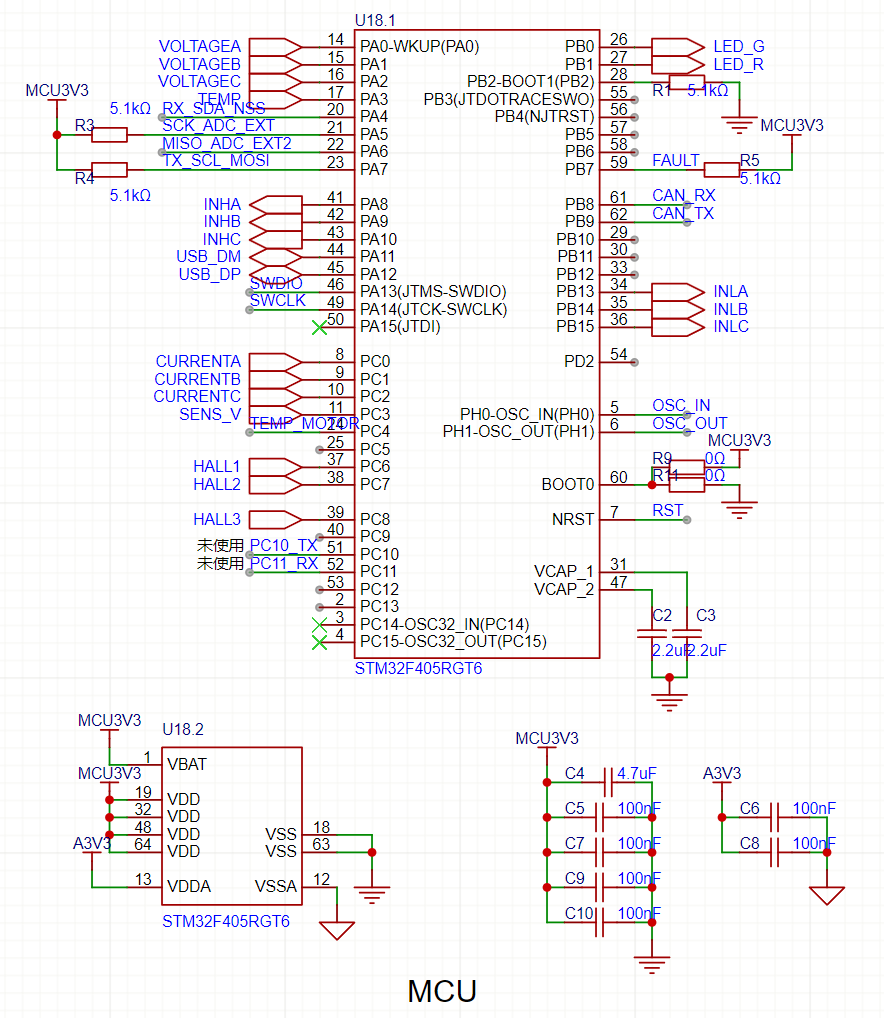 U18.1
VOLTAGEA 14 PA0-WKUP(PA0) PB0 26 LED_G
VOLTAGEB 15 PA1 PB1 27 LED_R
VOLTAGEC 16 PA2 PB2-BOOT1(PB2) 28 R1 5.1kΩ
TEMP 17 PA3 PB3(JTDOTRACESWO) 55
MCU3V3
R3 5.1kΩ
RX_SDA_NSS 20 PA4 PB4(NJTRST) 56
SCK_ADC_EXT 21 PA5 PB5 57
MISO_ADC_EXT2 22 PA6 PB6 58
TX_SCL_MOSI 23 PA7 PB7 59 FAULT R5 5.1kΩ MCU3V3
R4 5.1kΩ
INHA 41 PA8 PB8 61 CAN_RX
INHB 42 PA9 PB9 62 CAN_TX
INHC 43 PA10 PB10 29
USB_DM 44 PA11 PB11 30
USB_DP 45 PA12 PB12 33
SWDIO 46 PA13(JTMS-SWDIO) PB13 34 INLA
SWCLK 49 PA14(JTCK-SWCLK) PB14 35 INLB
50 PA15(JTDI) PB15 36 INLC
CURRENTA 8 PC0 PD2 54
CURRENTB 9 PC1
CURRENTC 10 PC2
SENS_V 11 PC3 PH0-OSC_IN(PH0) 5 OSC_IN
TEMP_MOTOR 24 PC4 PH1-OSC_OUT(PH1) 6 OSC_OUT
25 PC5
MCU3V3
HALL1 37 PC6 R9 0Ω
HALL2 38 PC7 BOOT0 60 R11 0Ω
HALL3 39 PC8 NRST 7 RST
40 PC9
未使用 PC10_TX 51 PC10
未使用 PC11_RX 52 PC11 VCAP_1 31
53 PC12 VCAP_2 47
2 PC13
3 PC14-OSC32_IN(PC14) C2 C3
4 PC15-OSC32_OUT(PC15) 2.2uF 2.2uF
STM32F405RGT6
MCU3V3 U18.2
1 VBAT
MCU3V3
19 VDD
32 VDD
48 VDD VSS 18
A3V3 64 VDD VSS 63
13 VDDA VSSA 12
STM32F405RGT6
MCU3V3
C4 4.7uF
C5 100nF
C7 100nF
C9 100nF
C10 100nF
A3V3
C6 100nF
C8 100nF
MCU